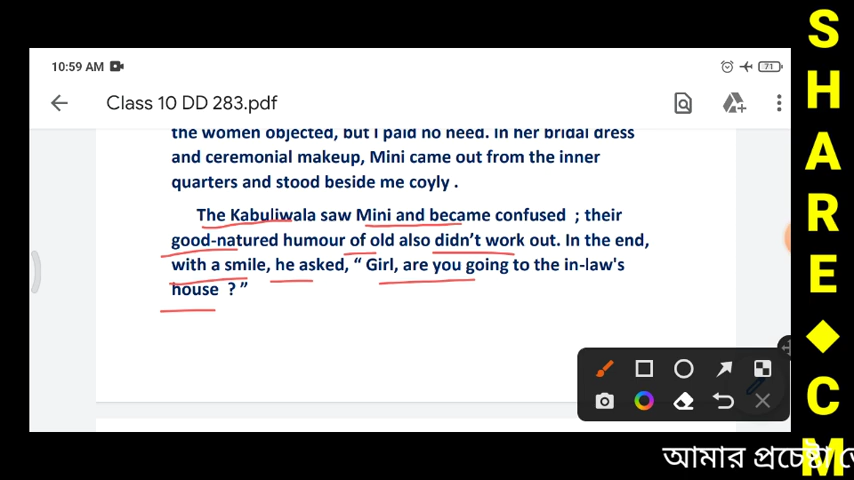 10:59 AM
71
Class 10 DD 283.pdf
the women objected, but I paid no need. In her bridal dress
and ceremonial makeup, Mini came out from the inner
quarters and stood beside me coyly .
The Kabuliwala saw Mini and became confused ; their
good-natured humour of old also didn't work out. In the end,
with a smile, he asked, “ Girl, are you going to the in-law's
house ? ”
SHARE◆CM
আমার প্রচেষ্টা